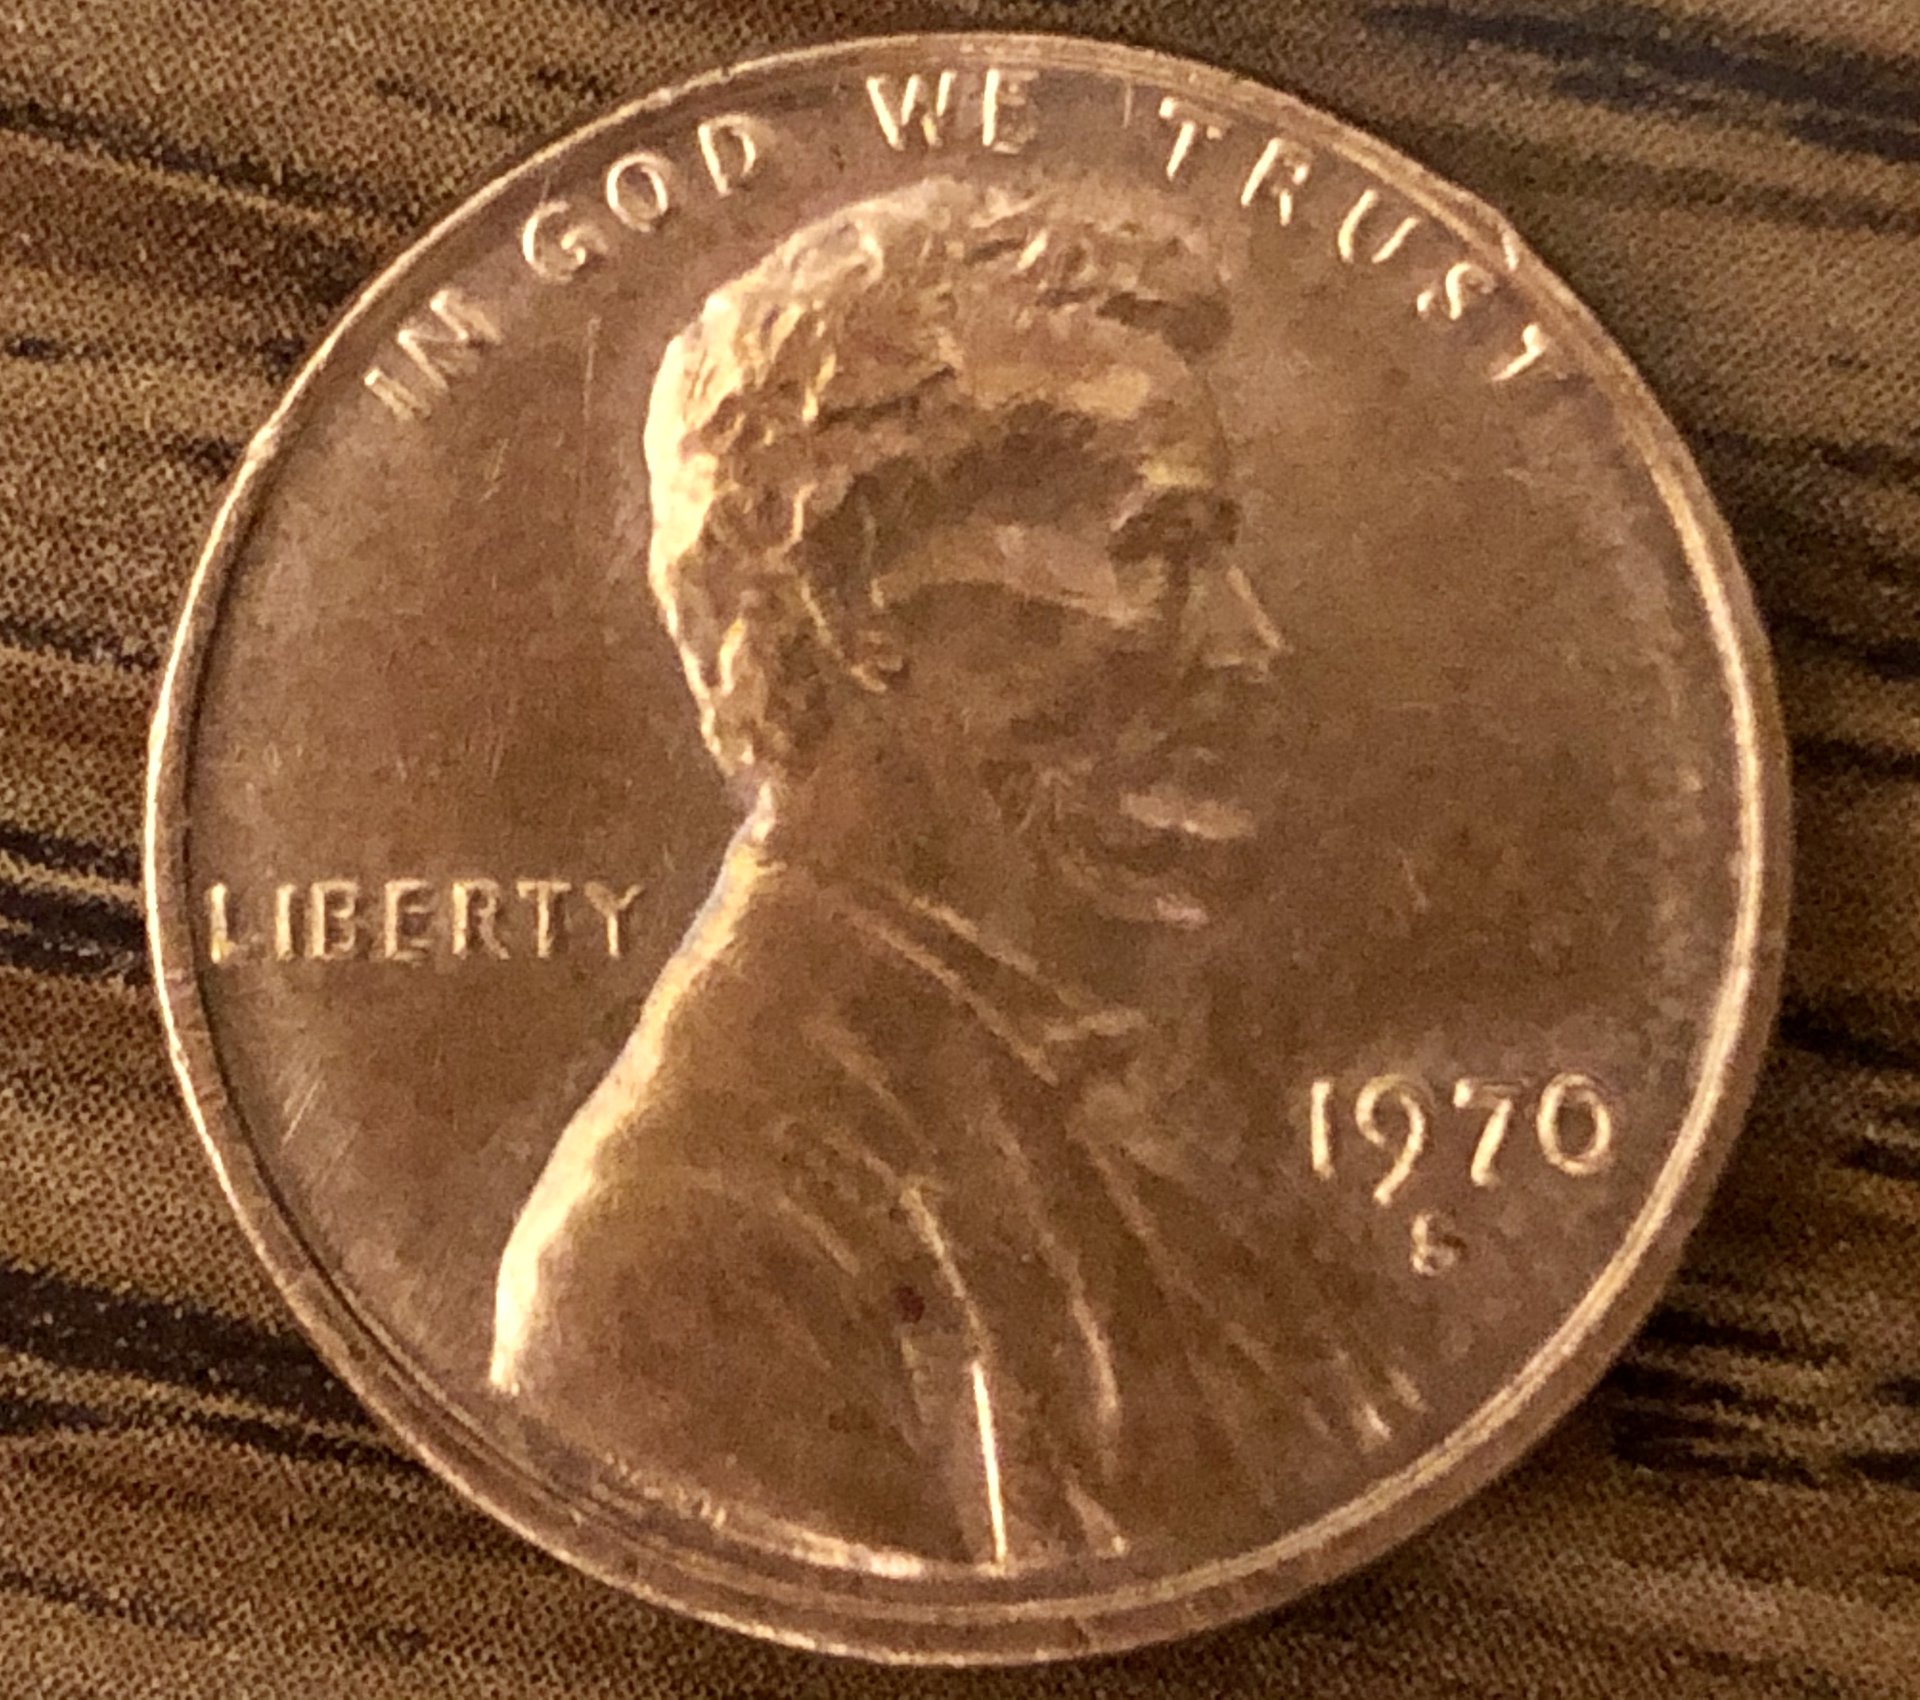 IN GOD WE TRUST
LIBERTY
1970
S